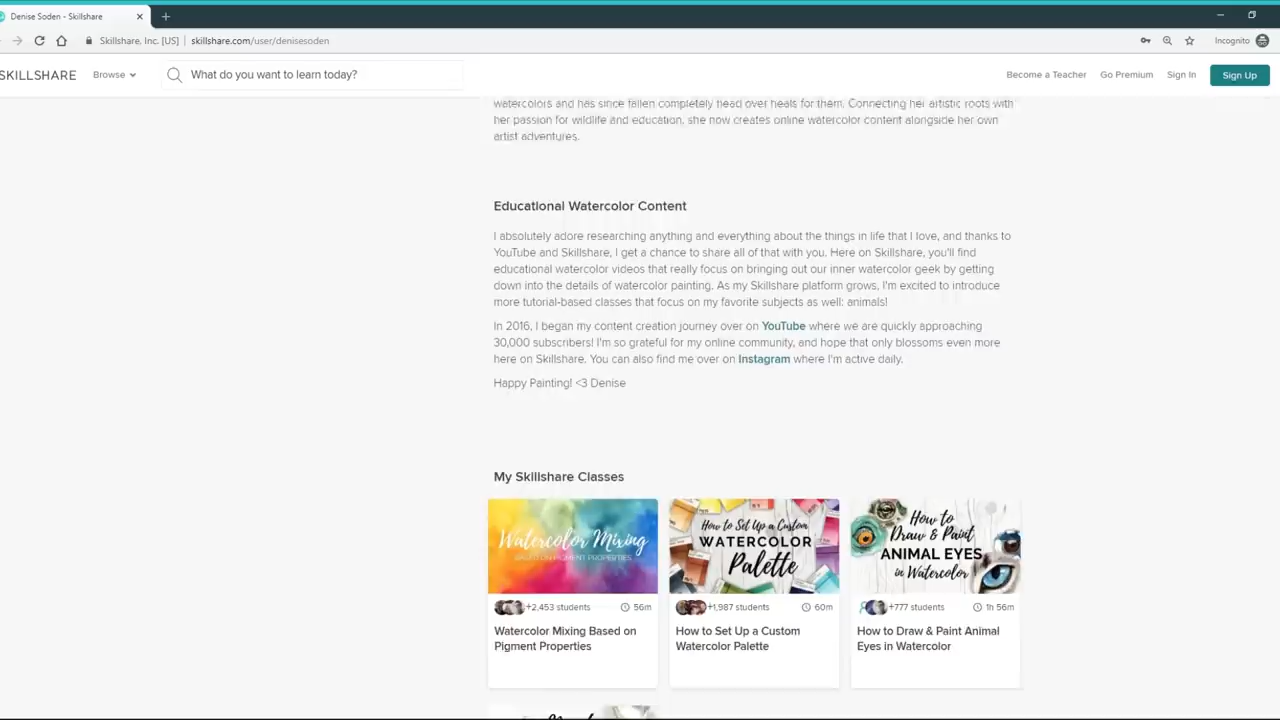 Denise Soden - Skillshare
Skillshare, Inc. [US] | skillshare.com/user/denisesoden
Incognito
SKILLSHARE
Browse
What do you want to learn today?
Become a Teacher
Go Premium
Sign In
Sign Up
watercolors and has since fallen completely head over heals for them. Connecting her artistic roots with
her passion for wildlife and education, she now creates online watercolor content alongside her own
artist adventures.
Educational Watercolor Content
I absolutely adore researching anything and everything about the things in life that I love, and thanks to
YouTube and Skillshare, I get a chance to share all of that with you. Here on Skillshare, you'll find
educational watercolor videos that really focus on bringing out our inner watercolor geek by getting
down into the details of watercolor painting. As my Skillshare platform grows, I'm excited to introduce
more tutorial-based classes that focus on my favorite subjects as well: animals!
In 2016, I began my content creation journey over on YouTube where we are quickly approaching
30,000 subscribers! I'm so grateful for my online community, and hope that only blossoms even more
here on Skillshare. You can also find me over on Instagram where I'm active daily.
Happy Painting! <3 Denise
My Skillshare Classes
Watercolor Mixing
BASED ON PIGMENT PROPERTIES
+2,453 students
56m
Watercolor Mixing Based on
Pigment Properties
How to Set Up a Custom
WATERCOLOR
Palette
+1,987 students
60m
How to Set Up a Custom
Watercolor Palette
How to
Draw & Paint
ANIMAL EYES
in Watercolor
+777 students
1h 56m
How to Draw & Paint Animal
Eyes in Watercolor